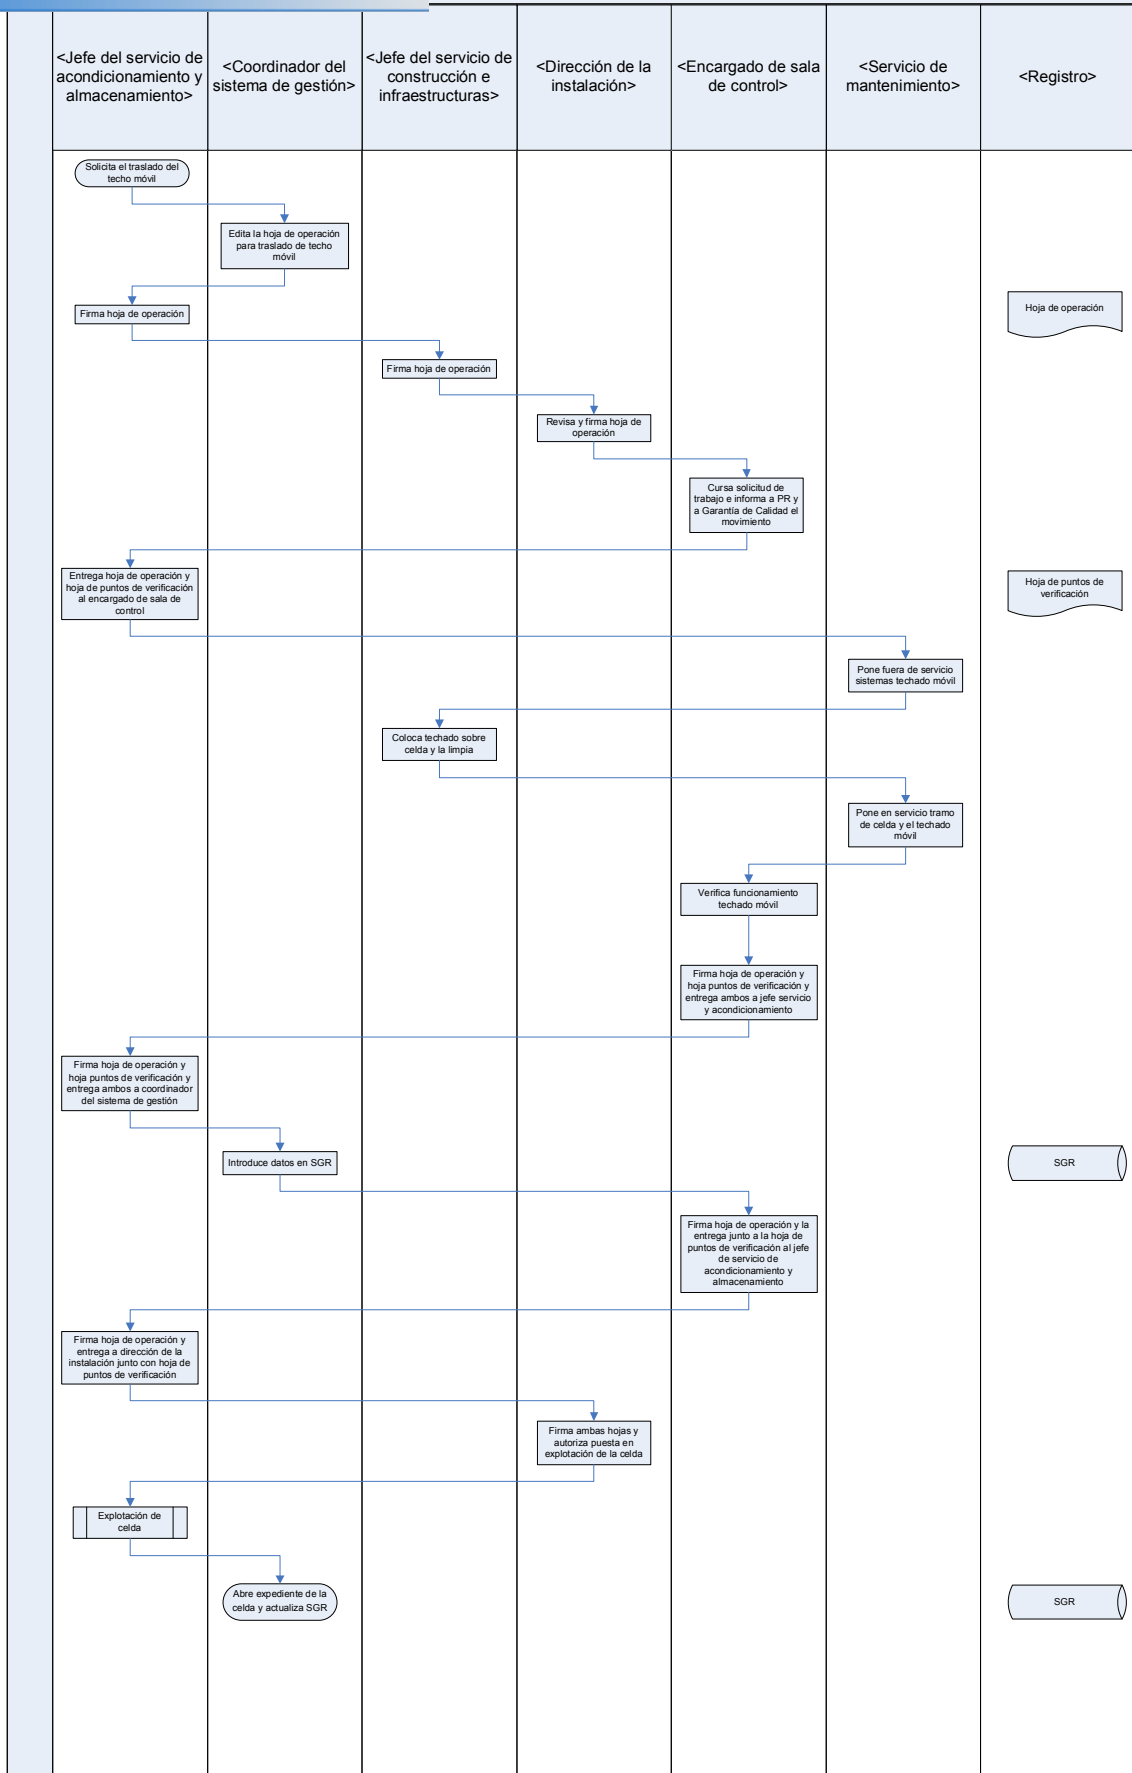 <Jefe del servicio de
acondicionamiento y
almacenamiento>
<Coordinador del
sistema de gestión>
<Jefe del servicio de
construcción e
infraestructuras>
<Dirección de la
instalación>
<Encargado de sala
de control>
<Servicio de
mantenimiento>
<Registro>
Solicita el traslado del
techo móvil
Edita la hoja de operación
para traslado de techo
móvil
Firma hoja de operación
Hoja de operación
Firma hoja de operación
Revisa y firma hoja de
operación
Cursa solicitud de
trabajo e informa a PR y
a Garantía de Calidad el
movimiento
Entrega hoja de operación y
hoja de puntos de verificación
al encargado de sala de
control
Hoja de puntos de
verificación
Pone fuera de servicio
sistemas techado móvil
Coloca techado sobre
celda y la limpia
Pone en servicio tramo
de celda y el techado
móvil
Verifica funcionamiento
techado móvil
Firma hoja de operación y
hoja puntos de verificación y
entrega ambos a jefe servicio
y acondicionamiento
Firma hoja de operación y
hoja puntos de verificación y
entrega ambos a coordinador
del sistema de gestión
Introduce datos en SGR
SGR
Firma hoja de operación y la
entrega junto a la hoja de
puntos de verificación al jefe
de servicio de
acondicionamiento y
almacenamiento
Firma hoja de operación y
entrega a dirección de la
instalación junto con hoja de
puntos de verificación
Firma ambas hojas y
autoriza puesta en
explotación de la celda
Explotación de
celda
Abre expediente de la
celda y actualiza SGR
SGR